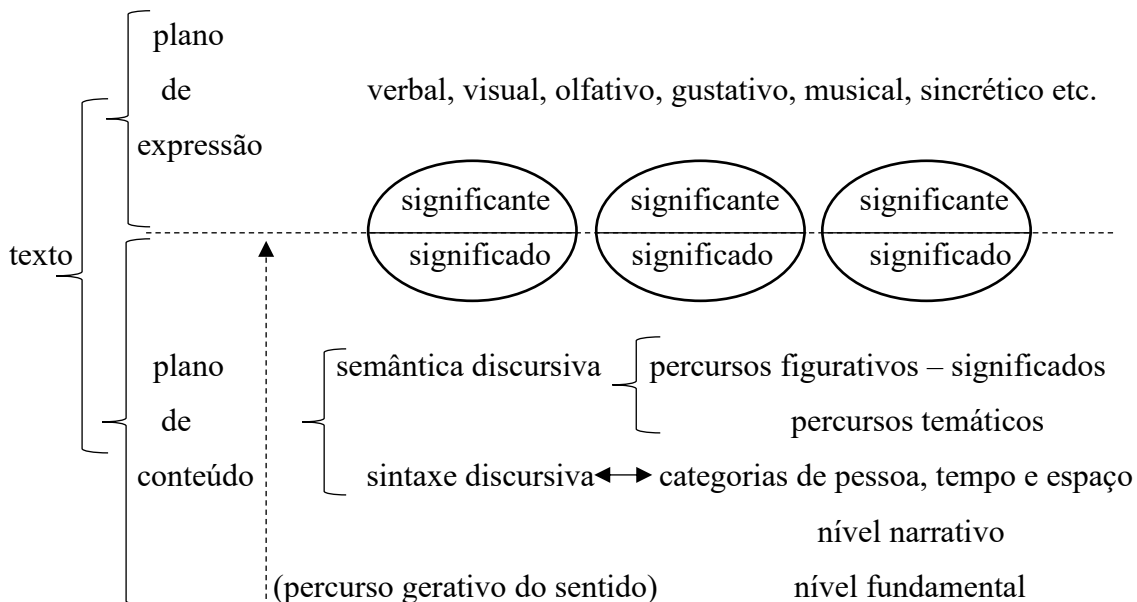 plano
de
expressão
verbal, visual, olfativo, gustativo, musical, sincrético etc.
significante significante significante
texto
significado significado significado
plano
de
conteúdo
semântica discursiva percursos figurativos – significados
percursos temáticos
sintaxe discursiva categorias de pessoa, tempo e espaço
nível narrativo
(percurso gerativo do sentido) nível fundamental